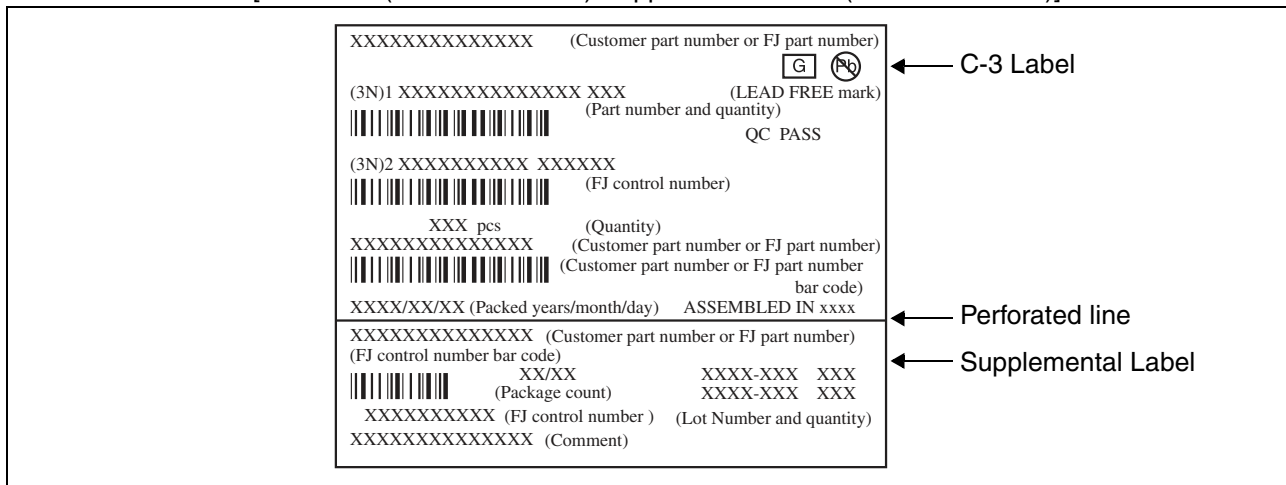 XXXXXXXXXXXXXX (Customer part number or FJ part number)
G Pb
C-3 Label
(3N)1 XXXXXXXXXXXXXX XXX (LEAD FREE mark)
(Part number and quantity)
QC PASS
(3N)2 XXXXXXXXXX XXXXXX
(FJ control number)
XXX pcs (Quantity)
XXXXXXXXXXXXXX (Customer part number or FJ part number)
(Customer part number or FJ part number
bar code)
XXXX/XX/XX (Packed years/month/day) ASSEMBLED IN xxxx
Perforated line
XXXXXXXXXXXXXX (Customer part number or FJ part number)
(FJ control number bar code)
Supplemental Label
XX/XX XXXX-XXX XXX
(Package count) XXXX-XXX XXX
XXXXXXXXXX (FJ control number ) (Lot Number and quantity)
XXXXXXXXXXXXXX (Comment)